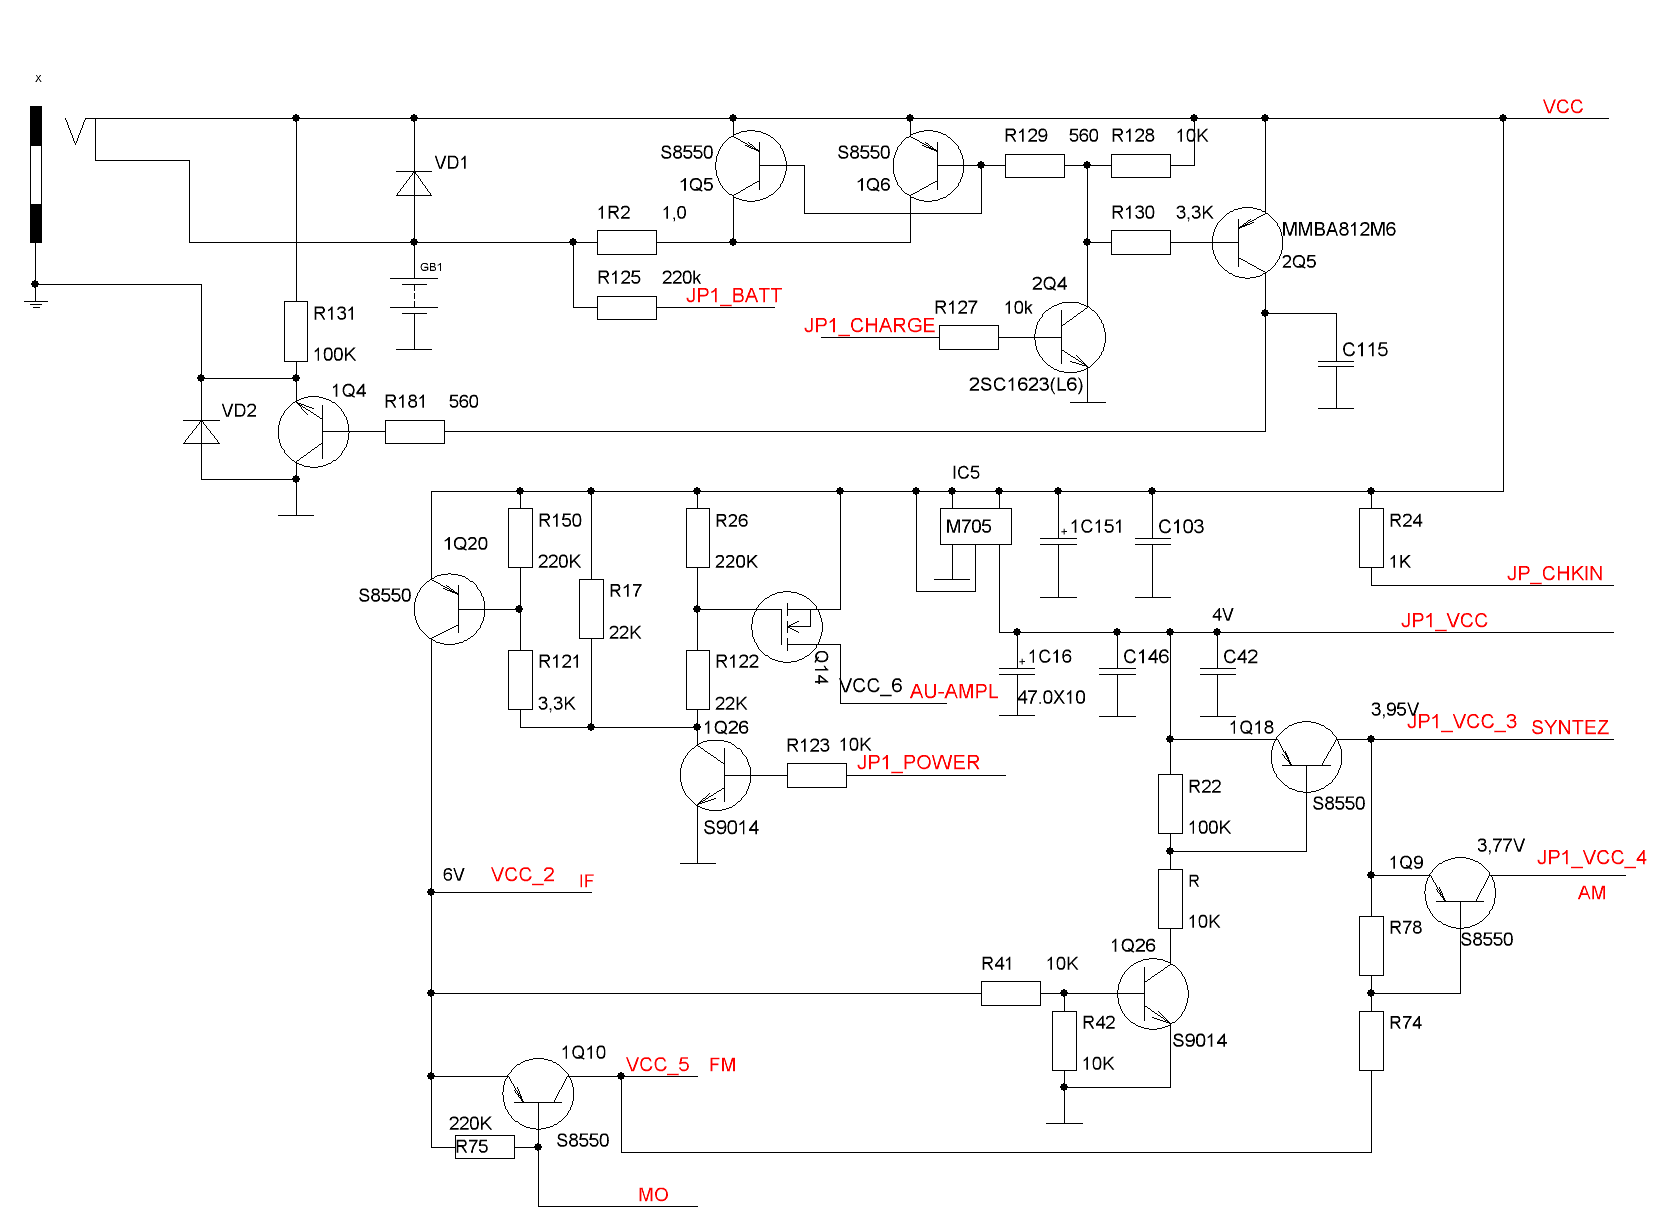 x
VCC
R129 560 R128 10K
S8550
S8550
VD1
1Q5
1Q6
1R2 1,0
R130 3,3K
MMBA812M6
2Q5
GB1
R125 220k
JP1_BATT
2Q4
R127 10k
JP1_CHARGE
R131
100K
C115
2SC1623(L6)
1Q4
R181 560
VD2
IC5
R150
R26
M705
+ 1C151
C103
R24
1Q20
220K
220K
1K
JP_CHKIN
S8550
R17
22K
4V
JP1_VCC
R121
R122
Q14
+ 1C16
C146
C42
VCC_6 AU-AMPL
3,3K
22K
47.0X10
3,95V
JP1_VCC_3 SYNTEZ
1Q26
1Q18
R123 10K
JP1_POWER
R22
S8550
100K
S9014
3,77V
JP1_VCC_4
1Q9
6V VCC_2 IF
R
AM
10K
R78
S8550
1Q26
R41 10K
R42
R74
S9014
10K
1Q10
VCC_5 FM
220K
R75
S8550
MO